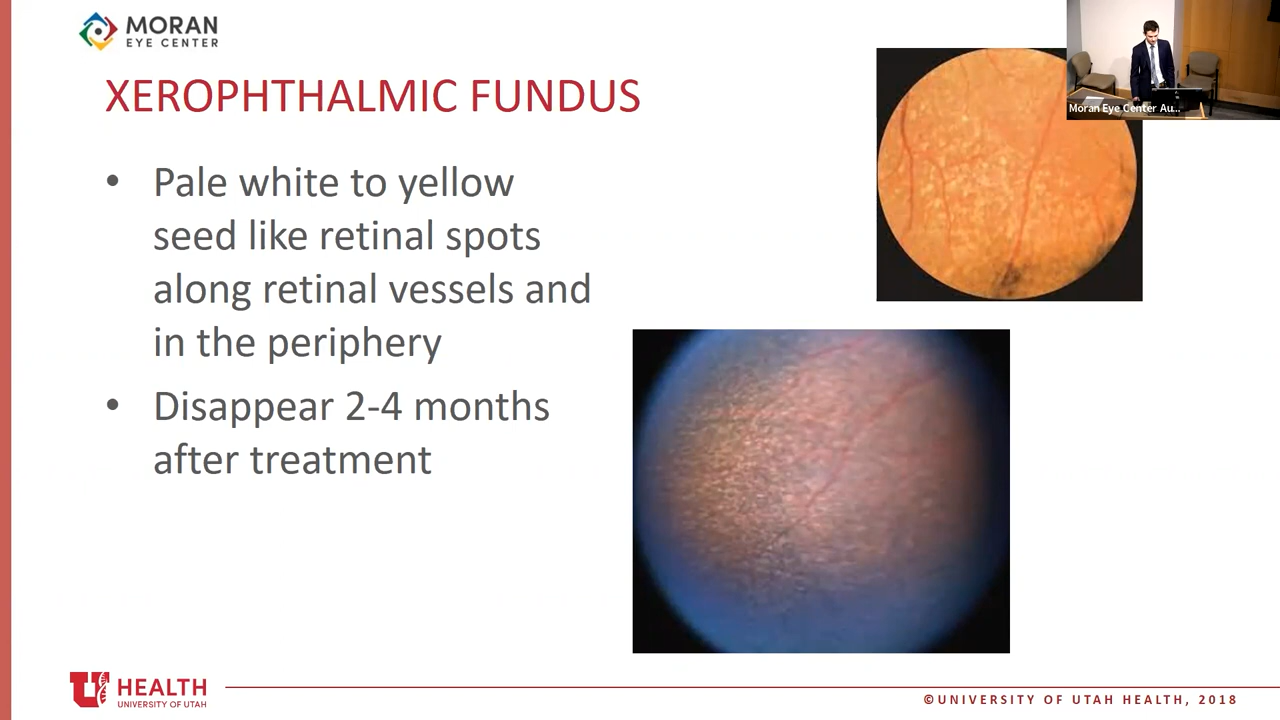 MORAN
EYE CENTER
XEROPHTHALMIC FUNDUS
• Pale white to yellow
seed like retinal spots
along retinal vessels and
in the periphery
• Disappear 2-4 months
after treatment
Moran Eye Center Au...
U HEALTH
UNIVERSITY OF UTAH
©UNIVERSITY OF UTAH HEALTH, 2018